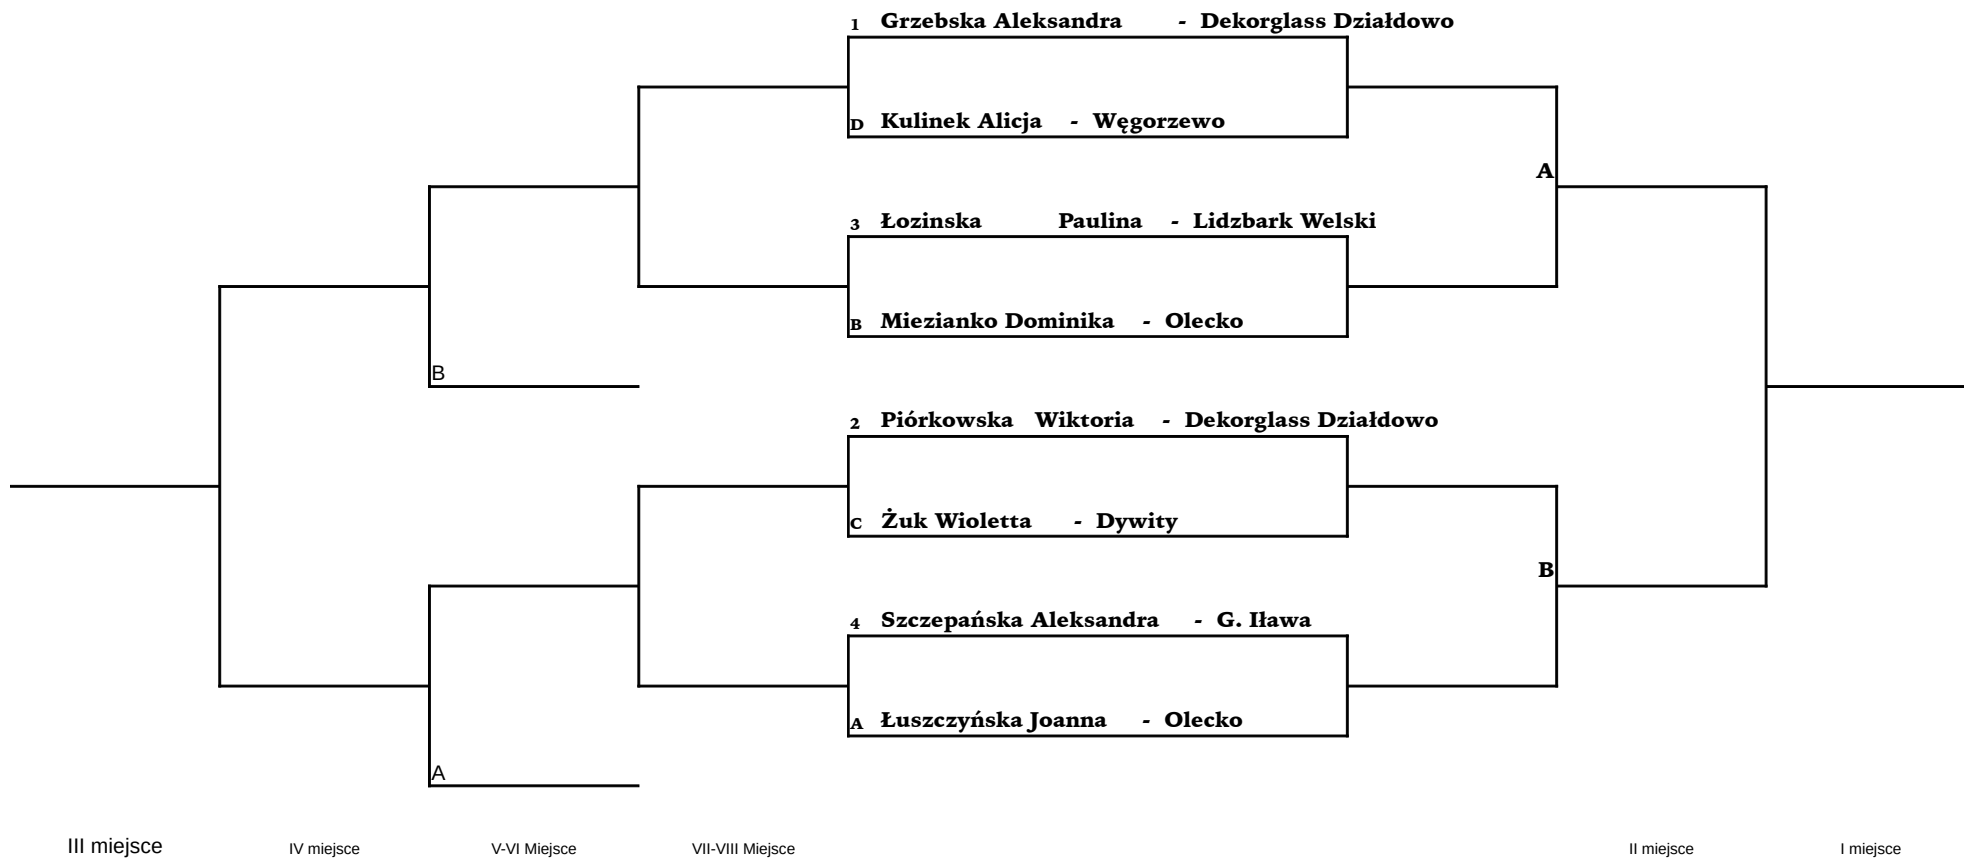 1 Grzebska Aleksandra - Dekorglass Działdowo
D Kulinek Alicja - Węgorzewo
A
3 Łozinska Paulina - Lidzbark Welski
B Miezianko Dominika - Olecko
B
2 Piórkowska Wiktoria - Dekorglass Działdowo
C Żuk Wioletta - Dywity
B
4 Szczepańska Aleksandra - G. Iława
A Łuszczyńska Joanna - Olecko
A
III miejsce IV miejsce V-VI Miejsce VII-VIII Miejsce II miejsce I miejsce